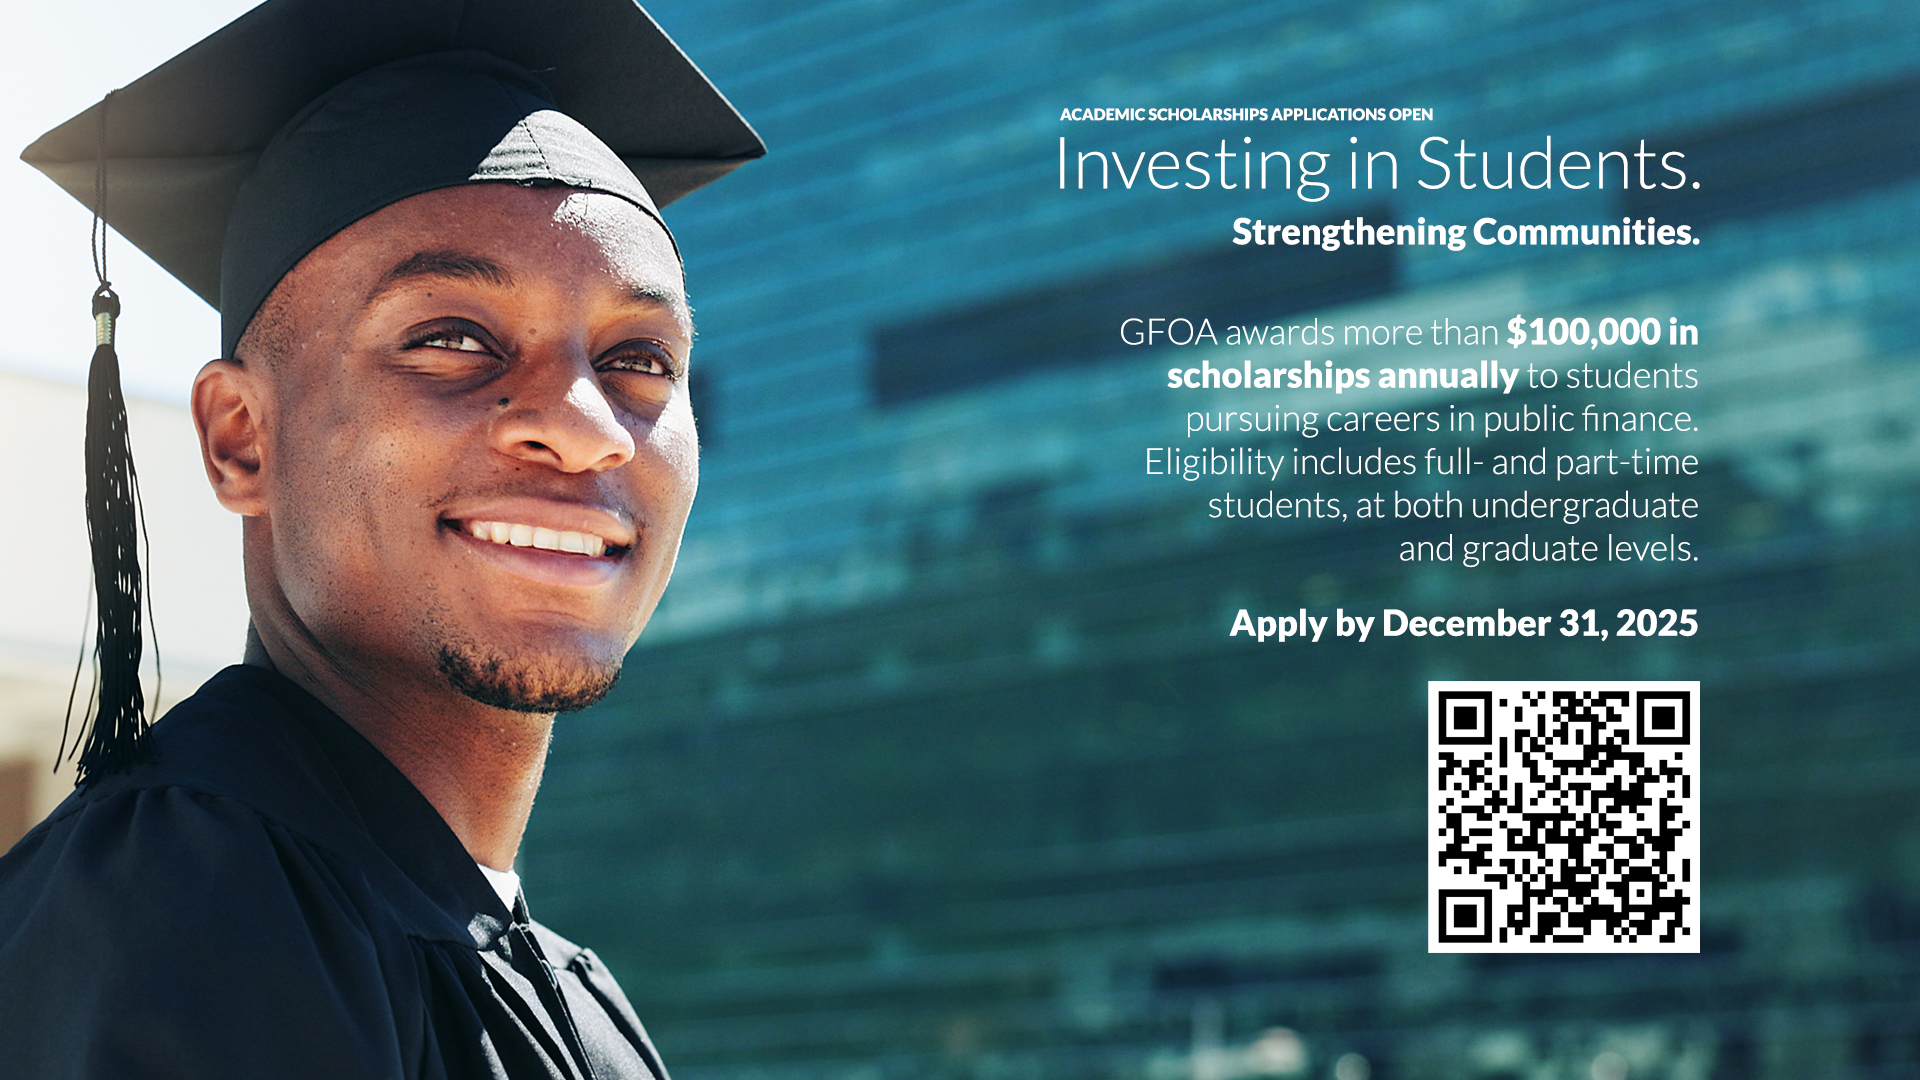 ACADEMIC SCHOLARSHIPS APPLICATIONS OPEN
Investing in Students.
Strengthening Communities.
GFOA awards more than $100,000 in
scholarships annually to students
pursuing careers in public finance.
Eligibility includes full- and part-time
students, at both undergraduate
and graduate levels.
Apply by December 31, 2025